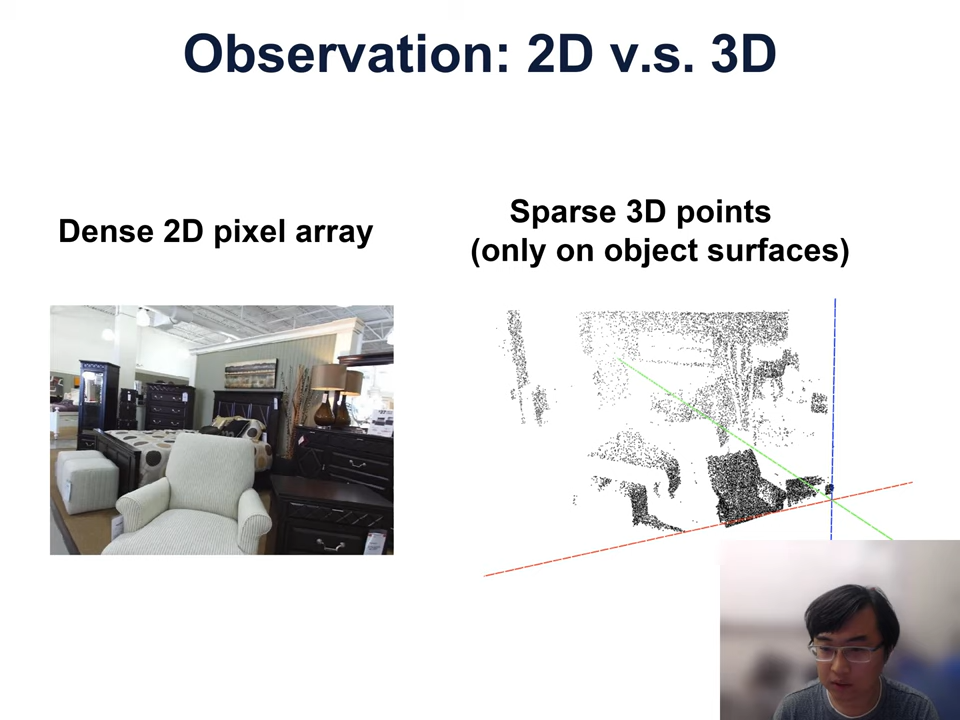 Observation: 2D v.s. 3D
Dense 2D pixel array
Sparse 3D points
(only on object surfaces)